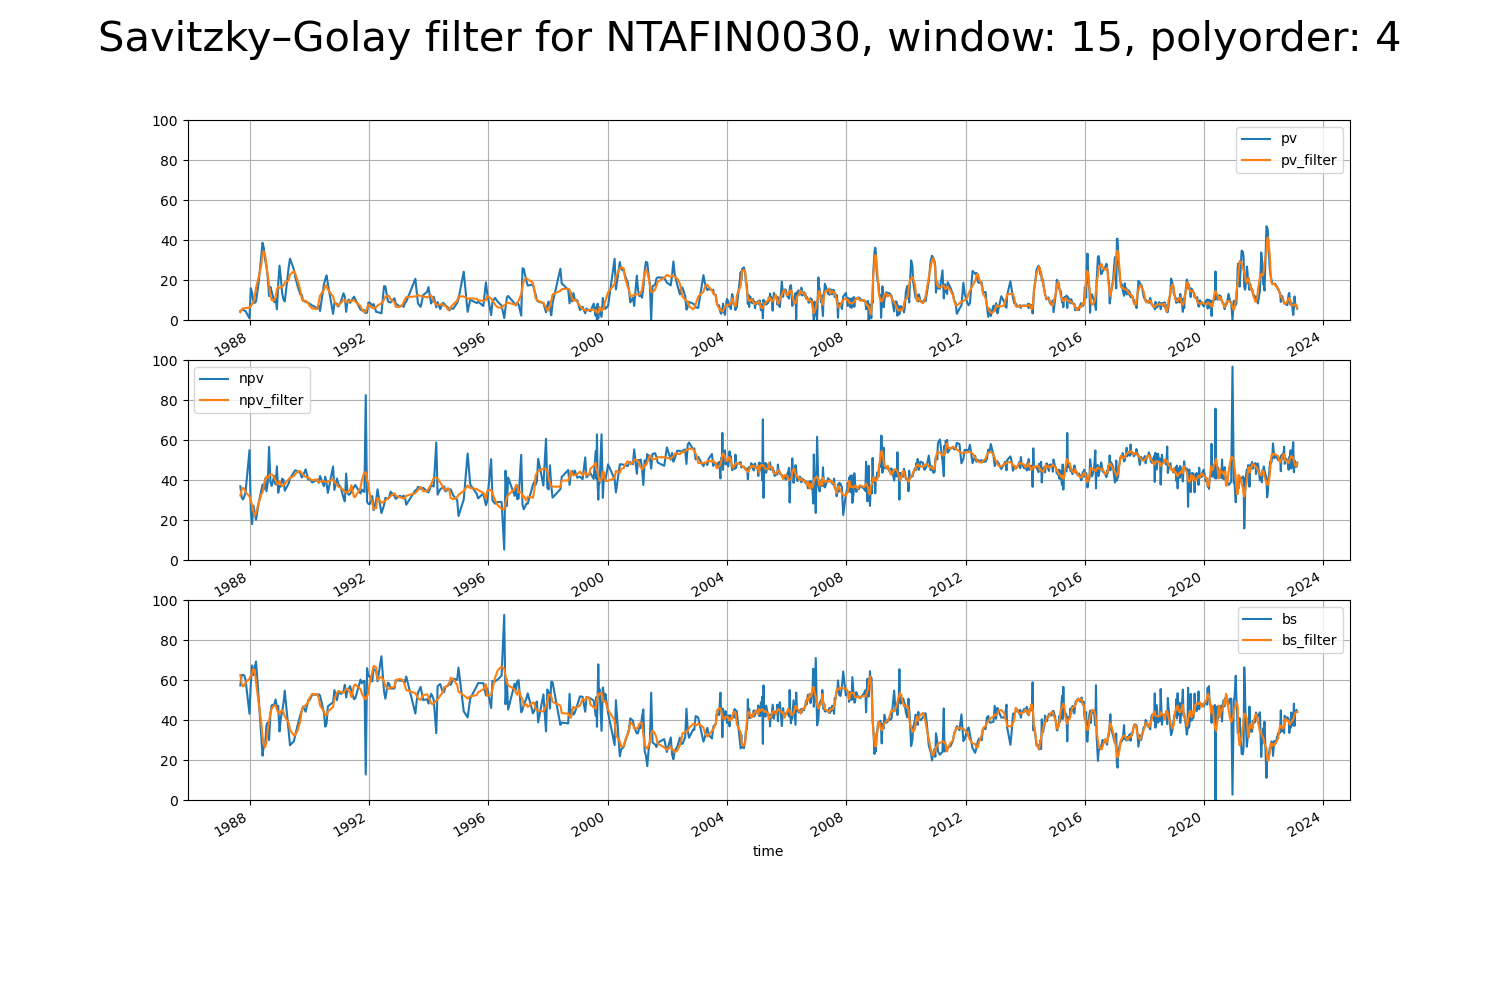 Savitzky–Golay filter for NTAFIN0030, window: 15, polyorder: 4
100
80
60
40
20
0
pv
pv_filter
1988 1992 1996 2000 2004 2008 2012 2016 2020 2024
100
80
60
40
20
0
npv
npv_filter
1988 1992 1996 2000 2004 2008 2012 2016 2020 2024
100
80
60
40
20
0
bs
bs_filter
1988 1992 1996 2000 2004 2008 2012 2016 2020 2024
time